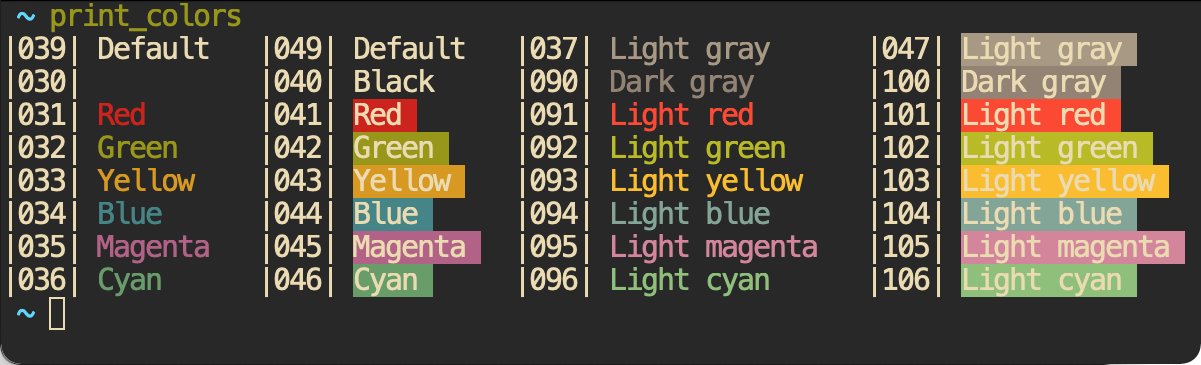 ~ print_colors
|039| Default |049| Default |037| Light gray |047| Light gray
|030| |040| Black |090| Dark gray |100| Dark gray
|031| Red |041| Red |091| Light red |101| Light red
|032| Green |042| Green |092| Light green |102| Light green
|033| Yellow |043| Yellow |093| Light yellow |103| Light yellow
|034| Blue |044| Blue |094| Light blue |104| Light blue
|035| Magenta |045| Magenta |095| Light magenta |105| Light magenta
|036| Cyan |046| Cyan |096| Light cyan |106| Light cyan
~